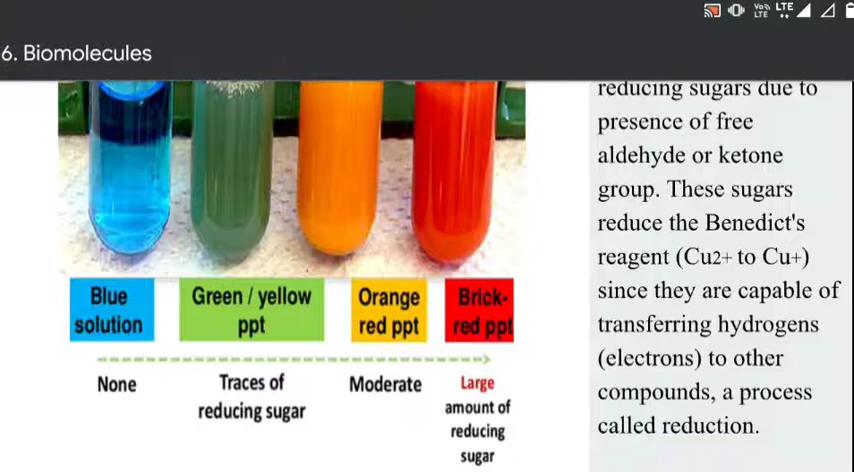 Vo))
LTE
LTE
6. Biomolecules
Blue
solution
Green / yellow
ppt
Orange
red ppt
Brick-
red ppt
None
Traces of
reducing sugar
Moderate
Large
amount of
reducing
sugar
reducing sugars due to
presence of free
aldehyde or ketone
group. These sugars
reduce the Benedict's
reagent (Cu2+ to Cu+)
since they are capable of
transferring hydrogens
(electrons) to other
compounds, a process
called reduction.